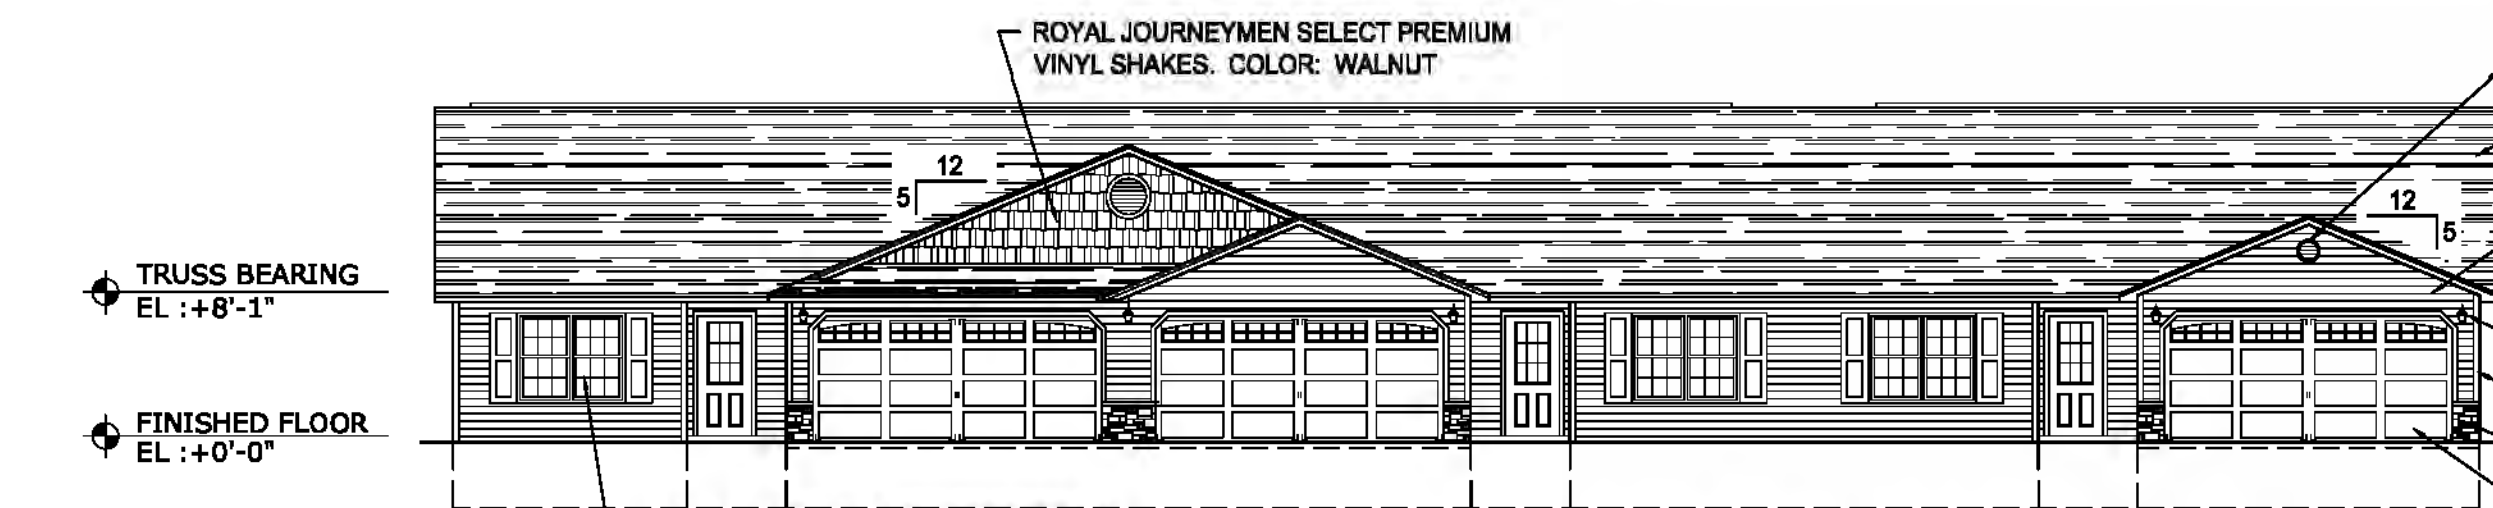 ROYAL JOURNEYMEN SELECT PREMIUM
VINYL SHAKES. COLOR: WALNUT
12
5
12
5
TRUSS BEARING
EL :+8'-1"
FINISHED FLOOR
EL :+0'-0"